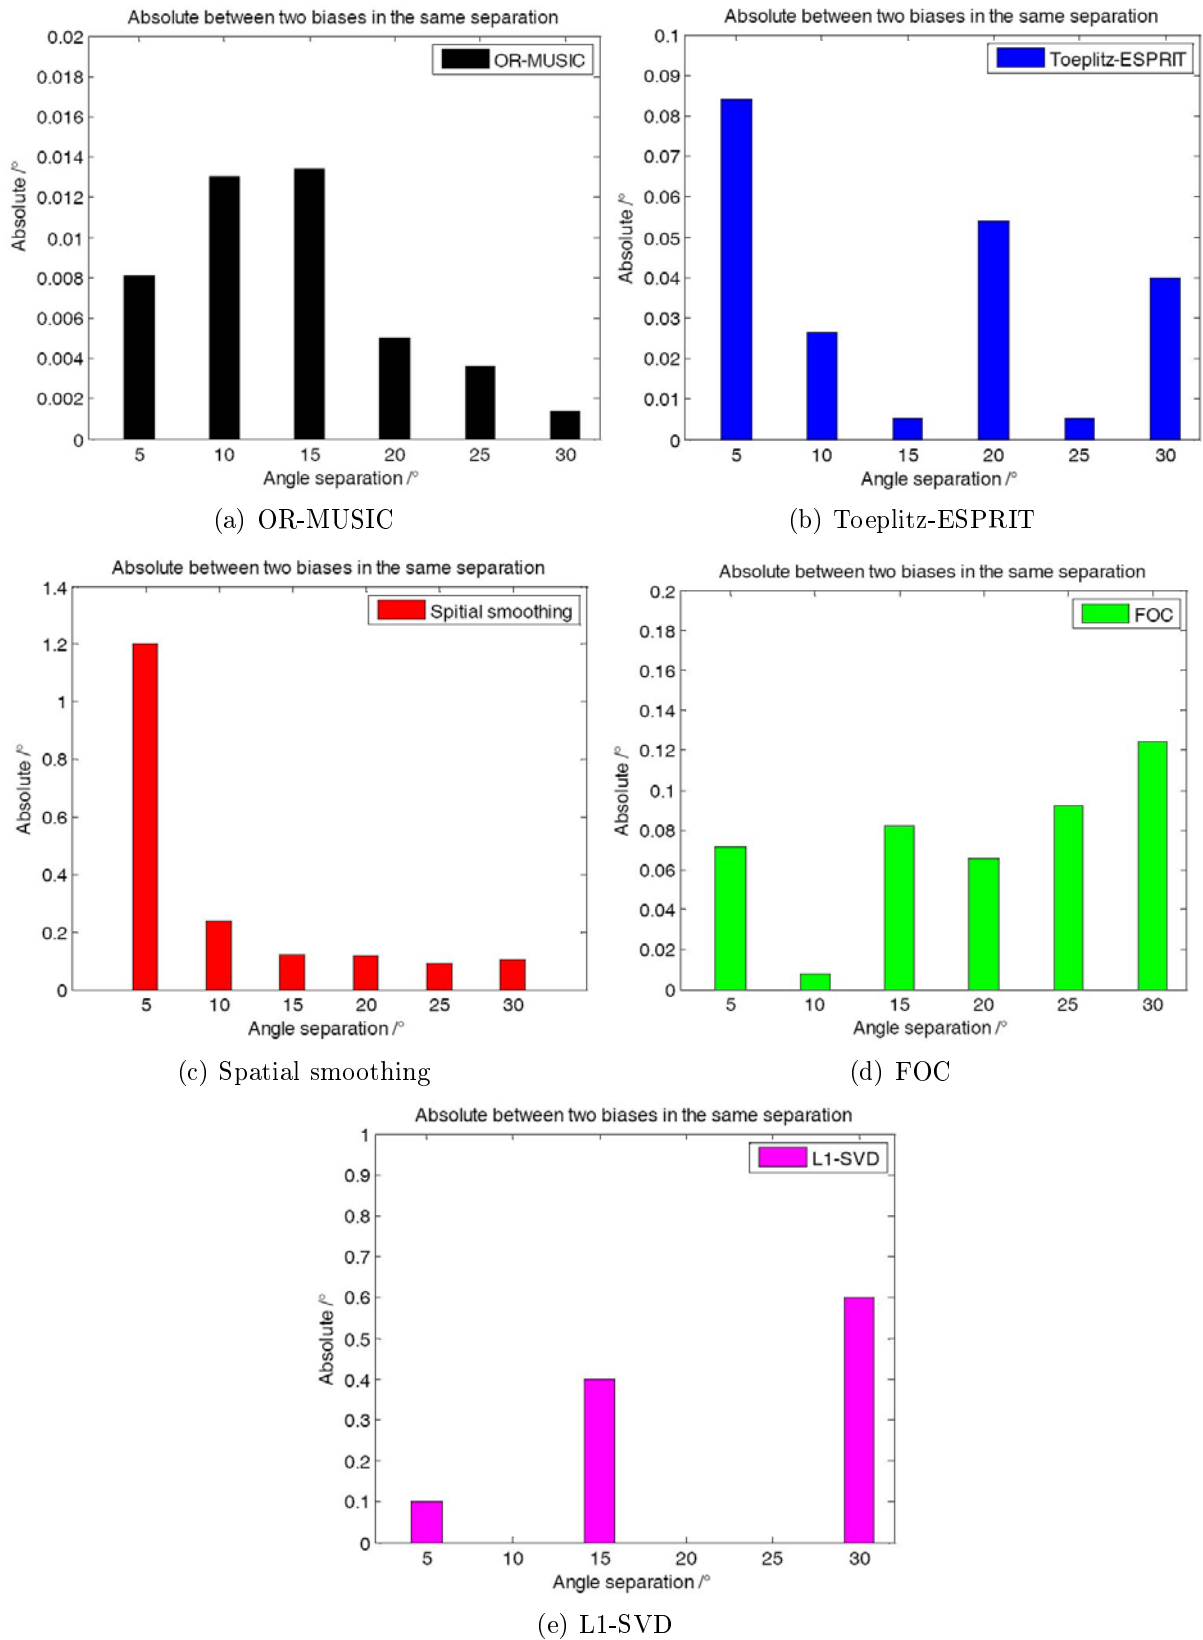 Absolute between two biases in the same separation
OR-MUSIC
0.02
0.018
0.016
0.014
0.012
0.01
0.008
0.006
0.004
0.002
0
Absolute /°
5 10 15 20 25 30
Angle separation /°
(a) OR-MUSIC
Absolute between two biases in the same separation
Toeplitz-ESPRIT
0.1
0.09
0.08
0.07
0.06
0.05
0.04
0.03
0.02
0.01
0
Absolute /°
5 10 15 20 25 30
Angle separation /°
(b) Toeplitz-ESPRIT
Absolute between two biases in the same separation
Spitial smoothing
1.4
1.2
1
0.8
0.6
0.4
0.2
0
Absolute /°
5 10 15 20 25 30
Angle separation /°
(c) Spatial smoothing
Absolute between two biases in the same separation
FOC
0.2
0.18
0.16
0.14
0.12
0.1
0.08
0.06
0.04
0.02
0
Absolute /°
5 10 15 20 25 30
Angle separation /°
(d) FOC
Absolute between two biases in the same separation
L1-SVD
1
0.9
0.8
0.7
0.6
0.5
0.4
0.3
0.2
0.1
0
Absolute /°
5 10 15 20 25 30
Angle separation /°
(e) L1-SVD